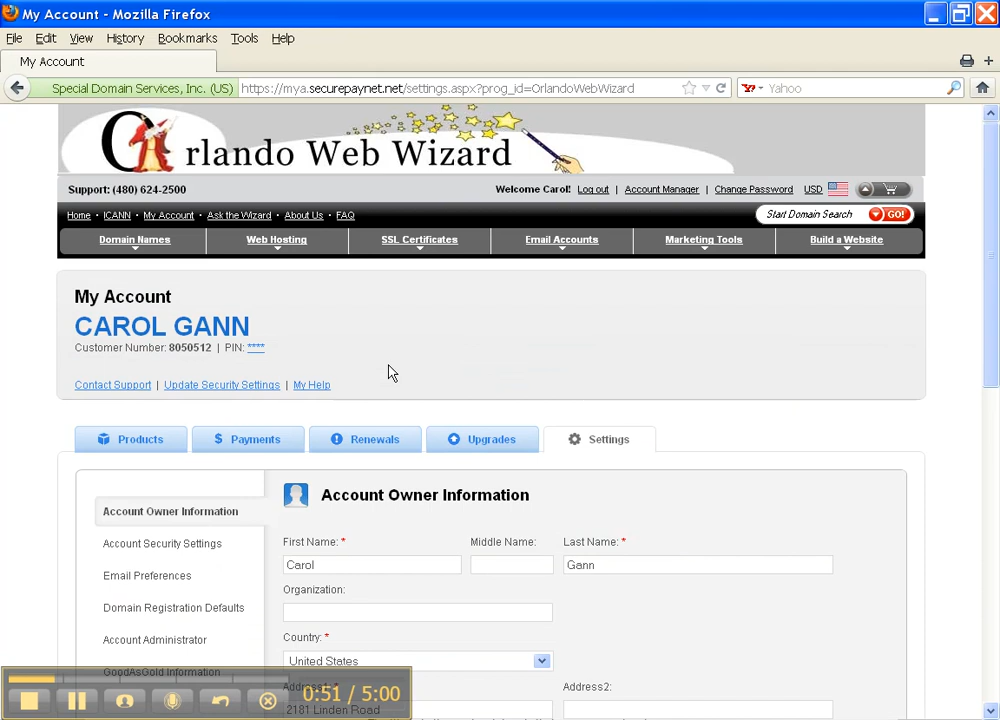 My Account - Mozilla Firefox
File Edit View History Bookmarks Tools Help
My Account
Special Domain Services, Inc. (US) https://mya.securepaynet.net/settings.aspx?prog_id=OrlandoWebWizard Yahoo
Orlando Web Wizard
Support: (480) 624-2500 Welcome Carol! Log out | Account Manager | Change Password USD
Home · ICANN · My Account · Ask the Wizard · About Us · FAQ Start Domain Search GO!
Domain Names Web Hosting SSL Certificates Email Accounts Marketing Tools Build a Website
My Account
CAROL GANN
Customer Number: 8050512 | PIN: ****
Contact Support | Update Security Settings | My Help
Products Payments Renewals Upgrades Settings
Account Owner Information
Account Owner Information
Account Security Settings
Email Preferences
Domain Registration Defaults
Account Administrator
GoodAsGold Information
First Name: * Middle Name: Last Name: *
Carol Gann
Organization:
Country: *
United States
Address1: * Address2:
2181 Linden Road
0:51 / 5:00